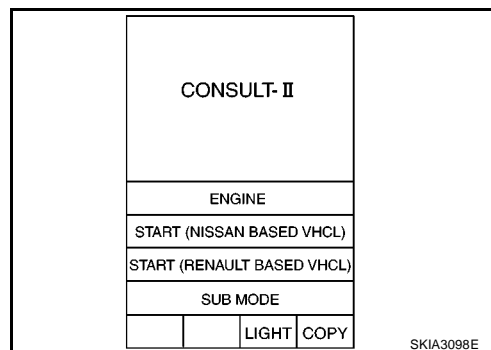 CONSULT-II
ENGINE
START (NISSAN BASED VHCL)
START (RENAULT BASED VHCL)
SUB MODE
LIGHT COPY
SKIA3098E